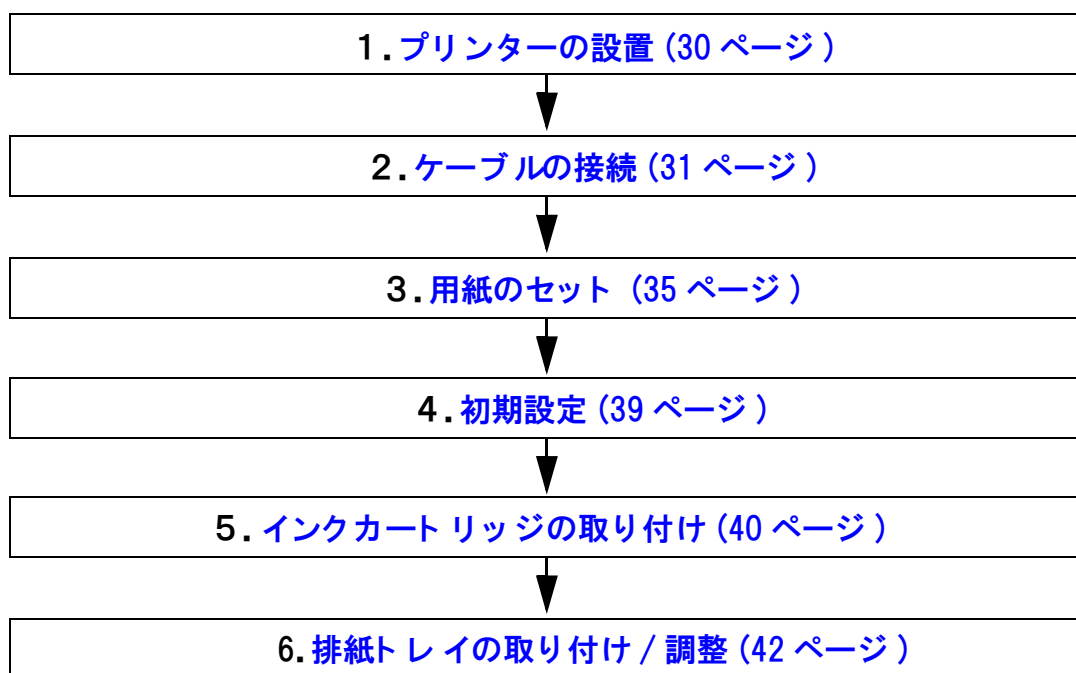 1.プリンターの設置 (30 ページ )
2.ケーブルの接続 (31 ページ )
3.用紙のセット (35 ページ )
4.初期設定 (39 ページ )
5.インクカートリッジの取り付け (40 ページ )
6.排紙トレイの取り付け / 調整 (42 ページ )